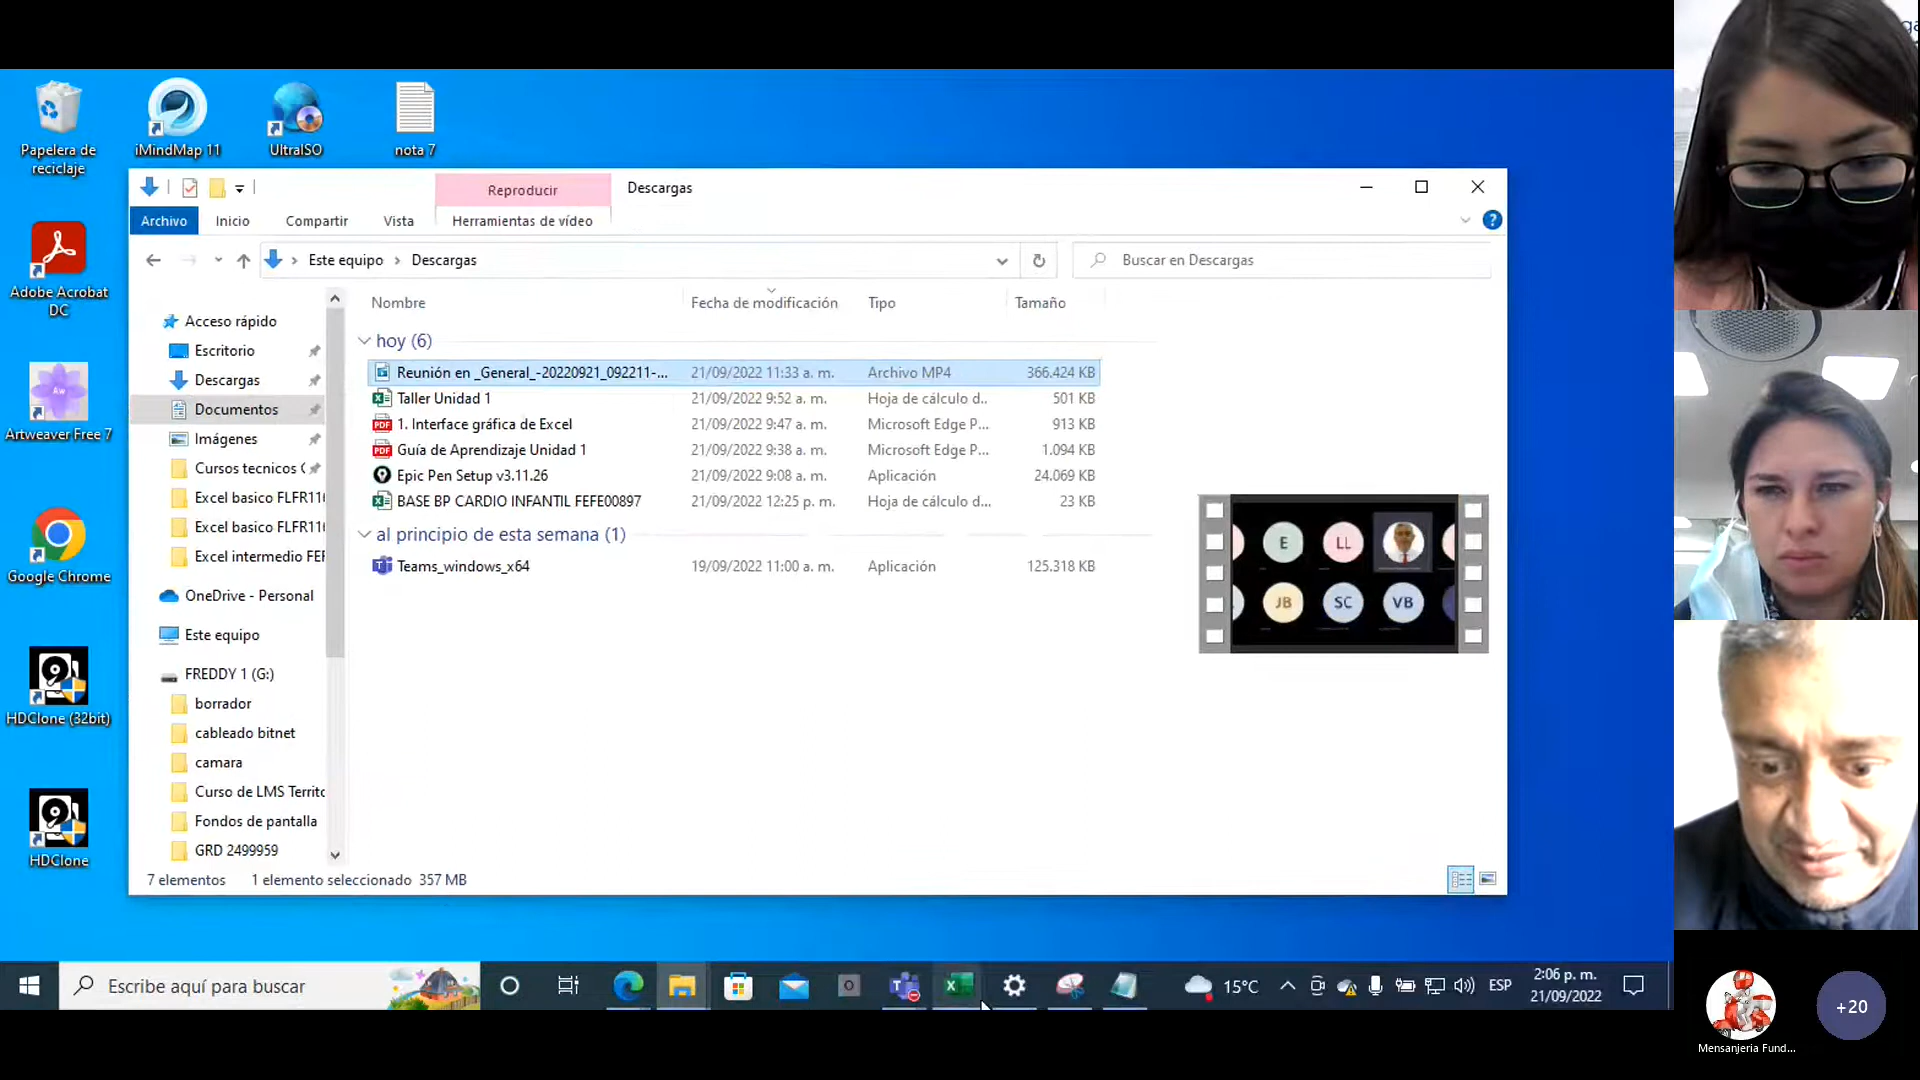 Papelera de
reciclaje
iMindMap 11
UltraISO
nota 7
Adobe Acrobat
DC
Artweaver Free 7
Google Chrome
HDClone (32bit)
HDClone
Reproducir
Descargas
Archivo
Inicio
Compartir
Vista
Herramientas de vídeo
Este equipo > Descargas
Buscar en Descargas
Nombre
Fecha de modificación
Tipo
Tamaño
Acceso rápido
Escritorio
Descargas
Documentos
Imágenes
Cursos tecnicos (
Excel basico FLFR11
Excel basico FLFR11
Excel intermedio FEF
OneDrive - Personal
Este equipo
FREDDY 1 (G:)
borrador
cableado bitnet
camara
Curso de LMS Territo
Fondos de pantalla
GRD 2499959
hoy (6)
Reunión en _General_-20220921_092211-... 21/09/2022 11:33 a. m. Archivo MP4 366.424 KB
Taller Unidad 1 21/09/2022 9:52 a. m. Hoja de cálculo d... 501 KB
1. Interface gráfica de Excel 21/09/2022 9:47 a. m. Microsoft Edge P... 913 KB
Guía de Aprendizaje Unidad 1 21/09/2022 9:38 a. m. Microsoft Edge P... 1.094 KB
Epic Pen Setup v3.11.26 21/09/2022 9:08 a. m. Aplicación 24.069 KB
BASE BP CARDIO INFANTIL FEFE00897 21/09/2022 12:25 p. m. Hoja de cálculo d... 23 KB
al principio de esta semana (1)
Teams_windows_x64 19/09/2022 11:00 a. m. Aplicación 125.318 KB
E LL
JB SC VB
7 elementos 1 elemento seleccionado 357 MB
Escribe aquí para buscar
15°C
ESP
2:06 p. m.
21/09/2022
Mensanjeria Fund...
+20